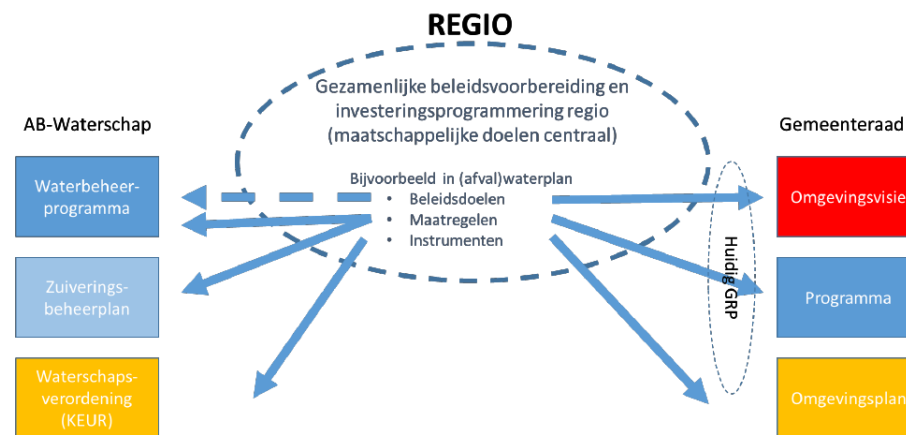 REGIO
Gezamenlijke beleidsvoorbereiding en
investeringsprogrammering regio
(maatschappelijke doelen centraal)
AB-Waterschap
Gemeenteraad
Bijvoorbeeld in (afval)waterplan
• Beleidsdoelen
• Maatregelen
• Instrumenten
Waterbeheer-
programma
Zuiverings-
beheerplan
Waterschaps-
verordening
(KEUR)
Huidig GRP
Omgevingsvisie
Programma
Omgevingsplan